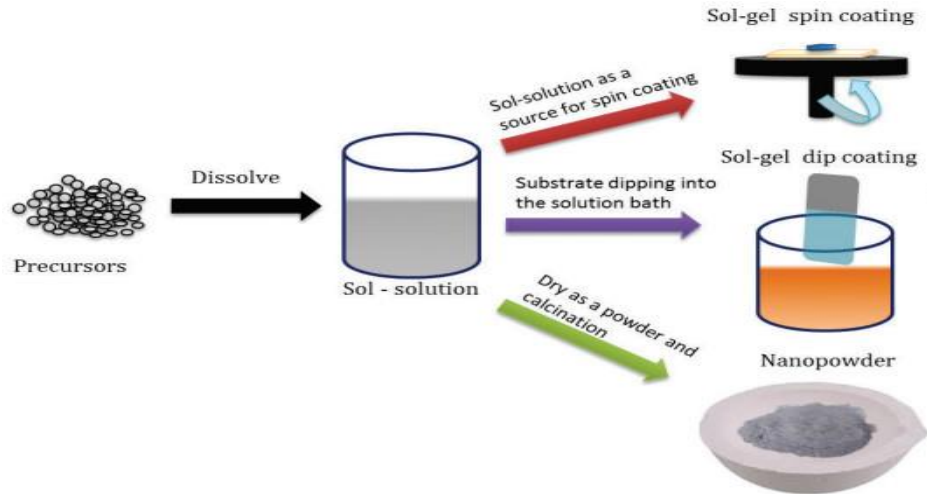 Sol-gel spin coating
Sol-solution as a
source for spin coating
Sol-gel dip coating
Dissolve
Substrate dipping into
the solution bath
Precursors
Sol - solution
Dry as a powder and
calcination
Nanopowder